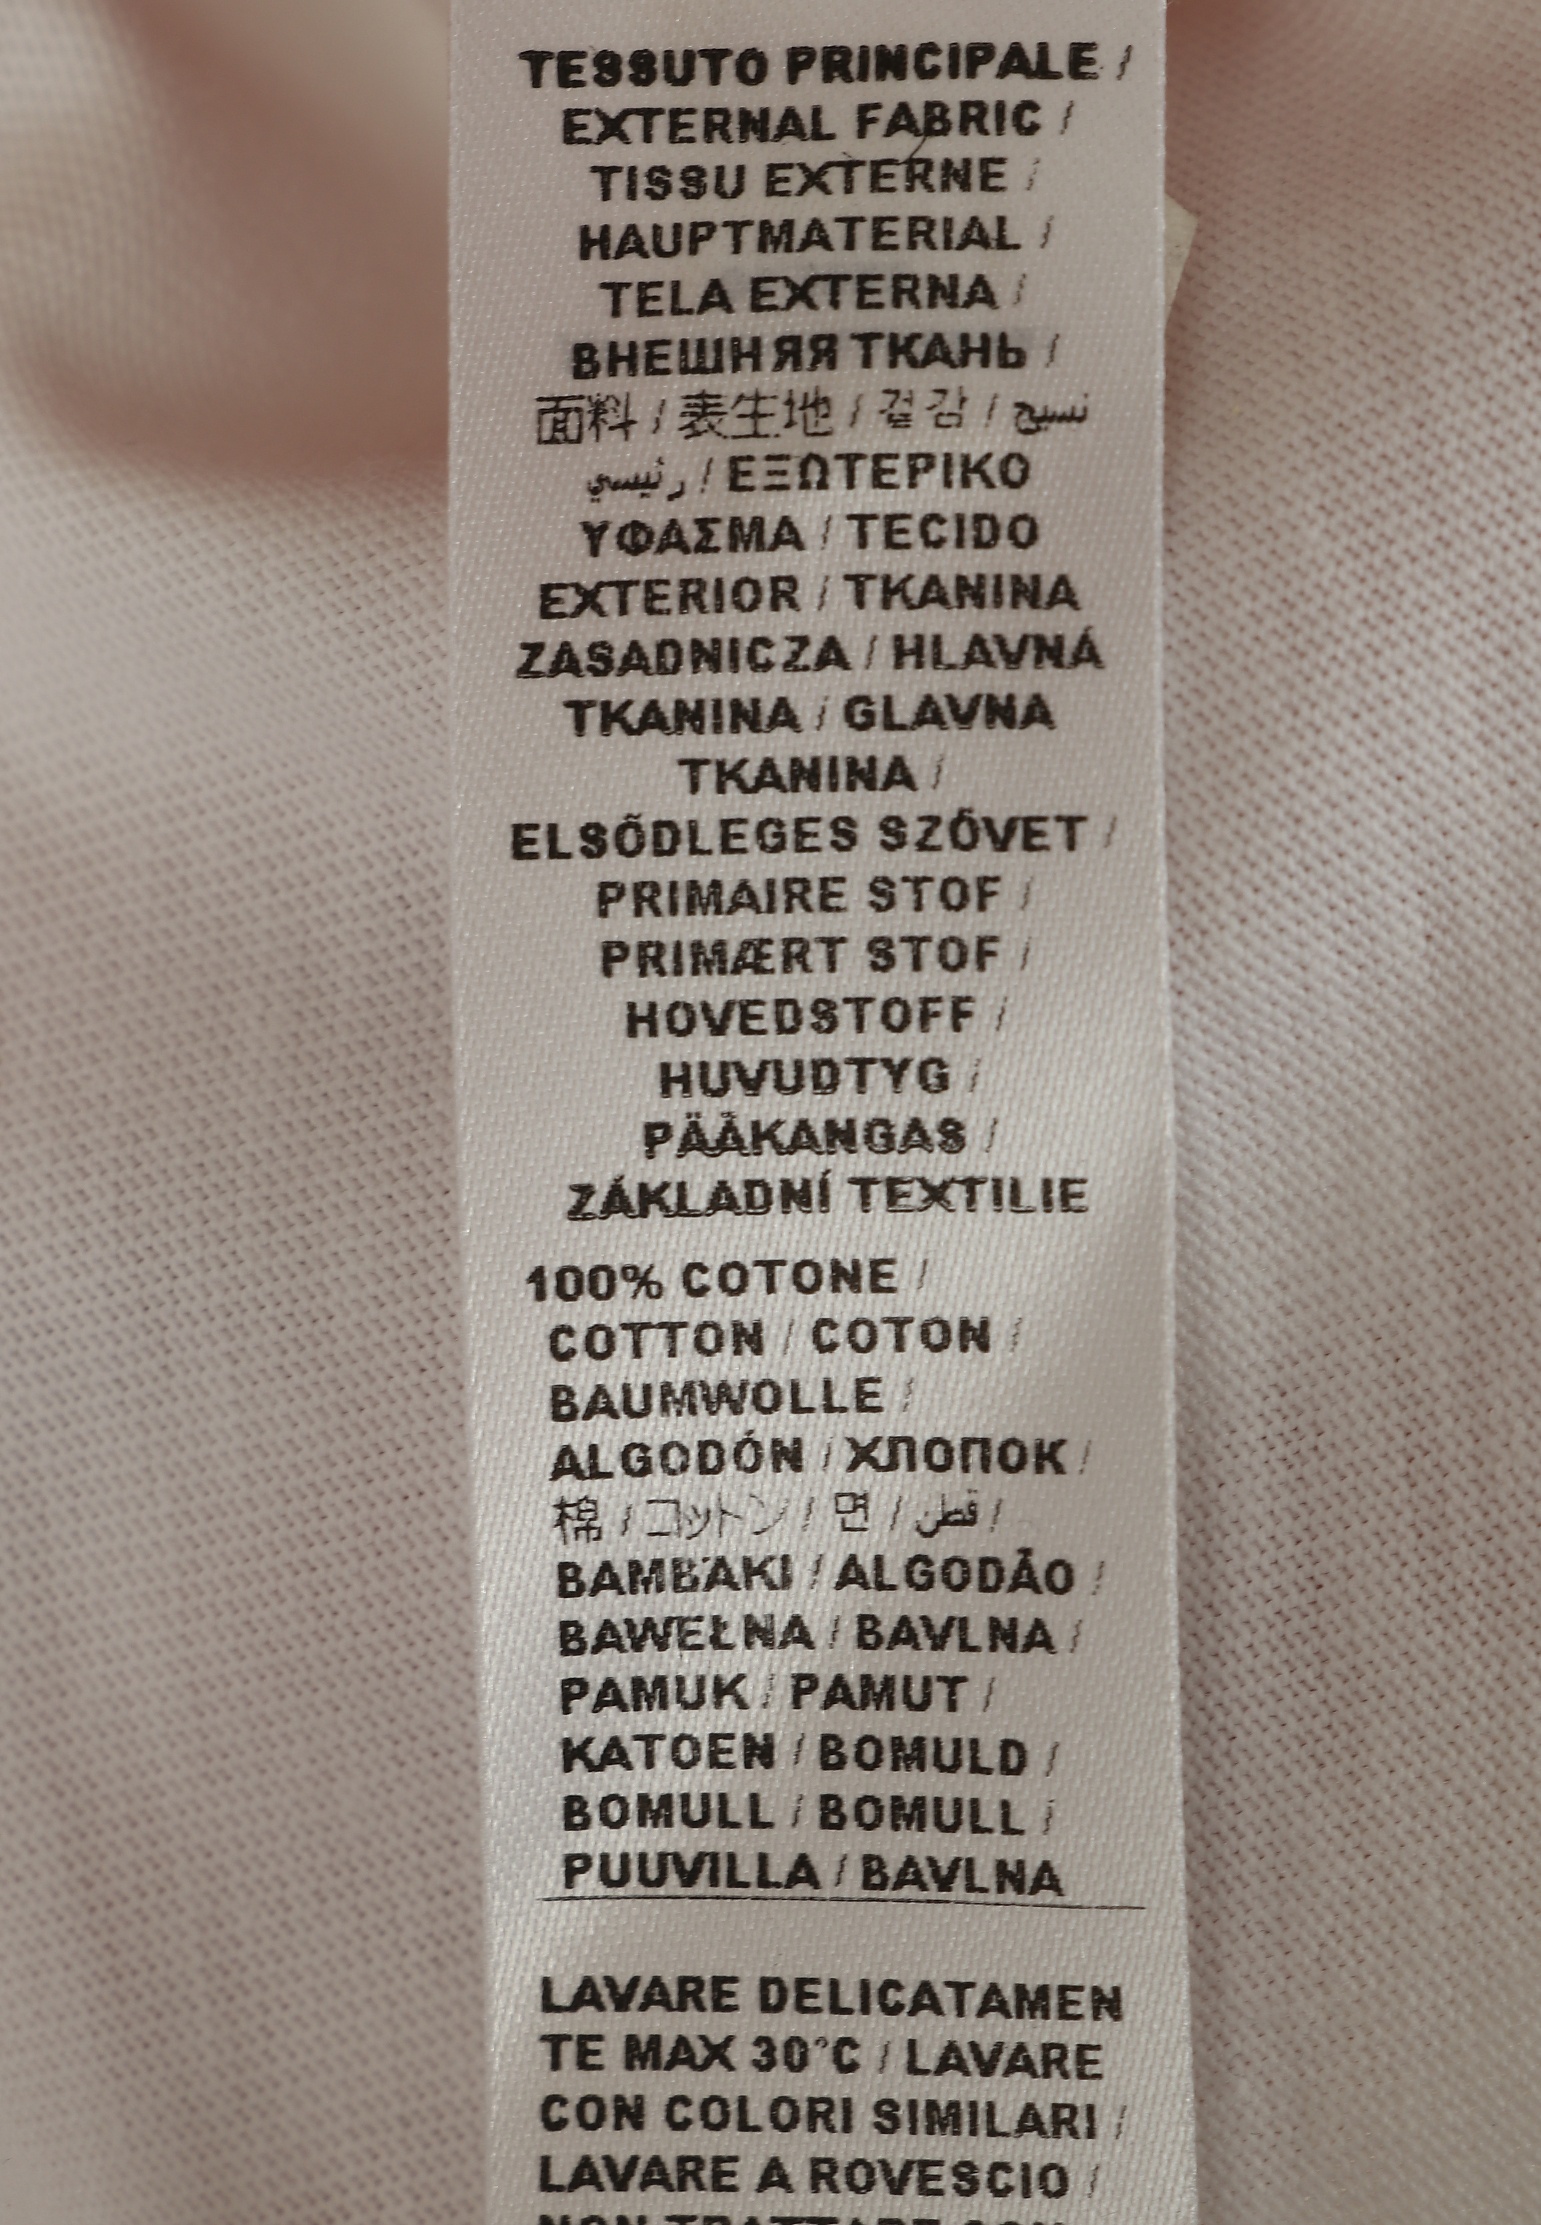 TESSUTO PRINCIPALE /
EXTERNAL FABRIC /
TISSU EXTERNE /
HAUPTMATERIAL /
TELA EXTERNA /
ВНЕШНЯЯ ТКАНЬ /
面料 / 表生地 / 겉감 / نسيج
رئيسي / ΕΞΩΤΕΡΙΚΟ
ΥΦΑΣΜΑ / TECIDO
EXTERIOR / TKANINA
ZASADNICZA / HLAVNÁ
TKANINA / GLAVNA
TKANINA /
ELSŐDLEGES SZÖVET /
PRIMAIRE STOF /
PRIMÆRT STOF /
HOVEDSTOFF /
HUVUDTYG /
PÄÄKANGAS /
ZÁKLADNÍ TEXTILIE
100% COTONE /
COTTON / COTON /
BAUMWOLLE /
ALGODÓN / ХЛОПОК /
棉 / コットン / 면 / قطن /
ΒΑΜΒΆΚΙ / ALGODÃO /
BAWEŁNA / BAVLNA /
PAMUK / PAMUT /
KATOEN / BOMULD /
BOMULL / BOMULL /
PUUVILLA / BAVLNA
LAVARE DELICATAMEN
TE MAX 30°C / LAVARE
CON COLORI SIMILARI /
LAVARE A ROVESCIO /
NON TRATTARE CON